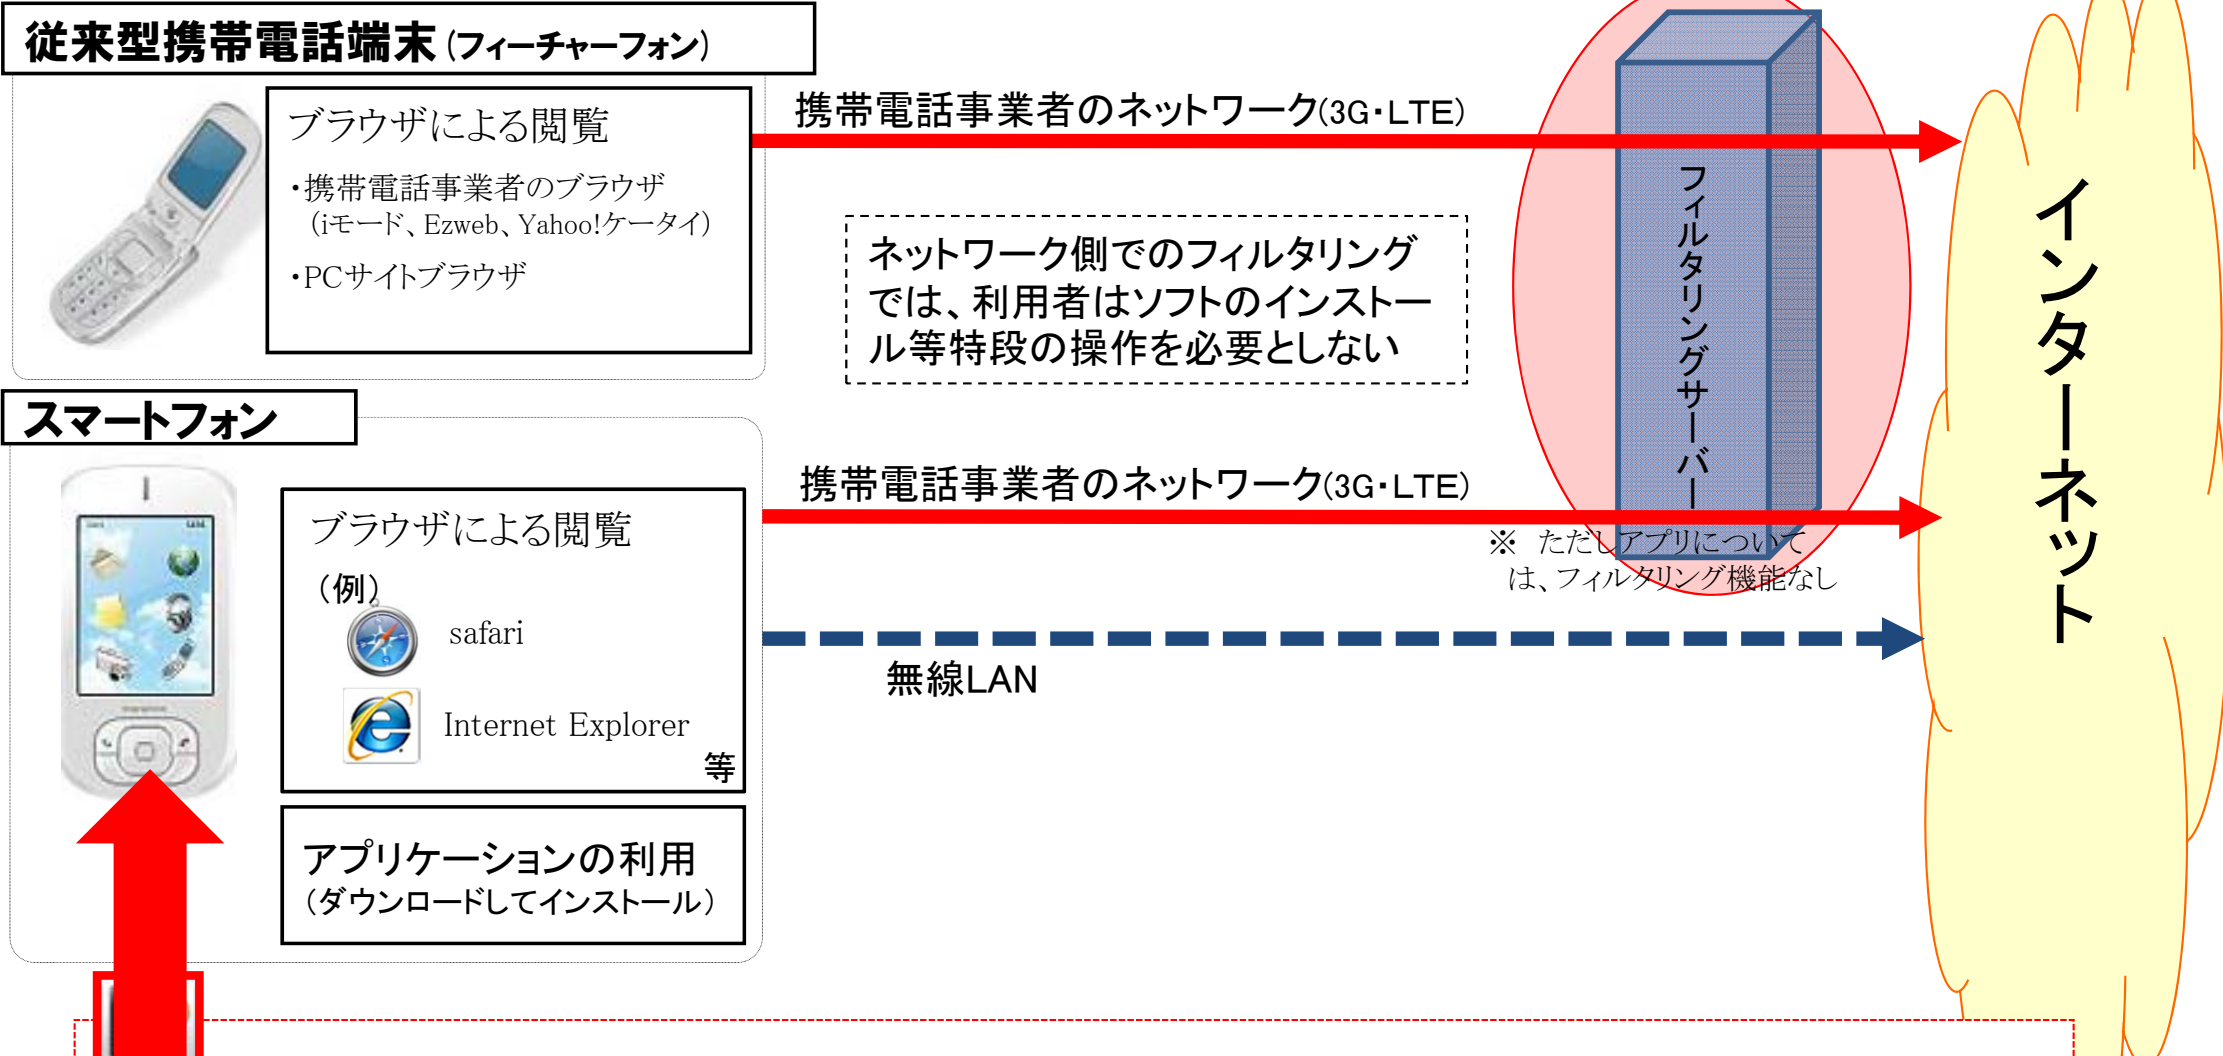 従来型携帯電話端末(フィーチャーフォン)
ブラウザによる閲覧
・携帯電話事業者のブラウザ
(iモード、Ezweb、Yahoo!ケータイ)
・PCサイトブラウザ
携帯電話事業者のネットワーク(3G・LTE)
ネットワーク側でのフィルタリング
では、利用者はソフトのインストー
ル等特段の操作を必要としない
フィルタリングサーバー
インターネット
スマートフォン
ブラウザによる閲覧
(例)
safari
Internet Explorer
等
アプリケーションの利用
(ダウンロードしてインストール)
携帯電話事業者のネットワーク(3G・LTE)
※ ただしアプリについて
は、フィルタリング機能なし
無線LAN